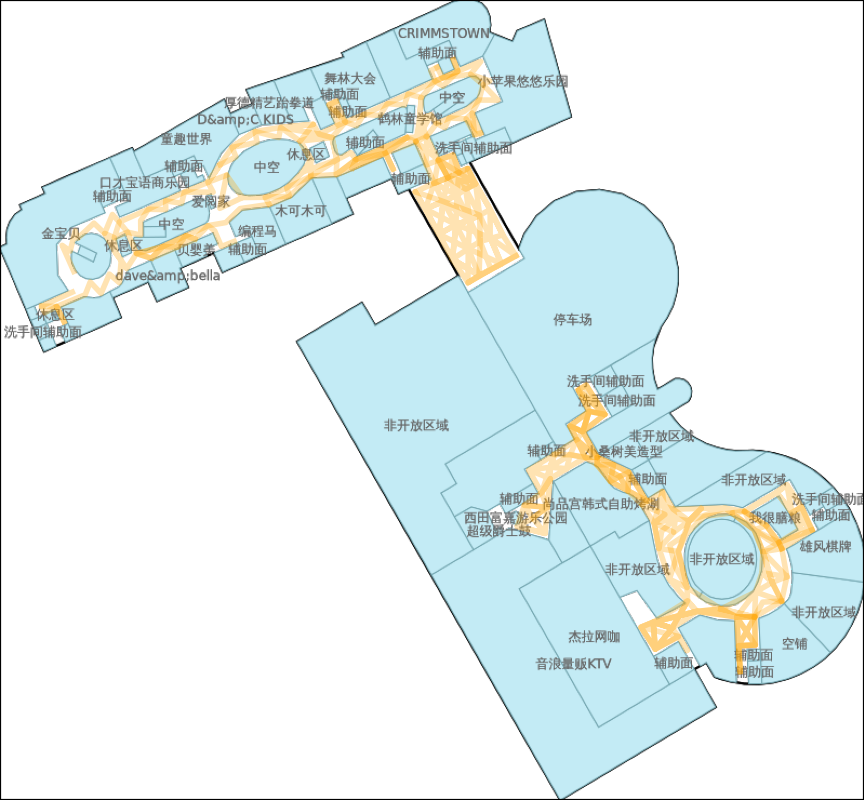 CRIMMSTOWN
辅助面
舞林大会
小苹果悠悠乐园
辅助面
中空
厚德精艺跆拳道
辅助面
D&amp;C KIDS
鹤林童学馆
童趣世界
辅助面
洗手间辅助面
休息区
辅助面
中空
口才宝语商乐园
辅助面
辅助面
爱阅家
木可木可
中空
金宝贝
编程马
休息区
贝婴美
辅助面
dave&amp;bella
休息区
洗手间辅助面
停车场
洗手间辅助面
洗手间辅助面
非开放区域
非开放区域
辅助面
小桑树美造型
辅助面
非开放区域
辅助面
尚品宫韩式自助烤涮
洗手间辅助面
西田富嘉游乐公园
我很膳粮
辅助面
超级爵士鼓
雄风棋牌
非开放区域
非开放区域
非开放区域
杰拉网咖
空铺
辅助面
音浪量贩KTV
辅助面
辅助面